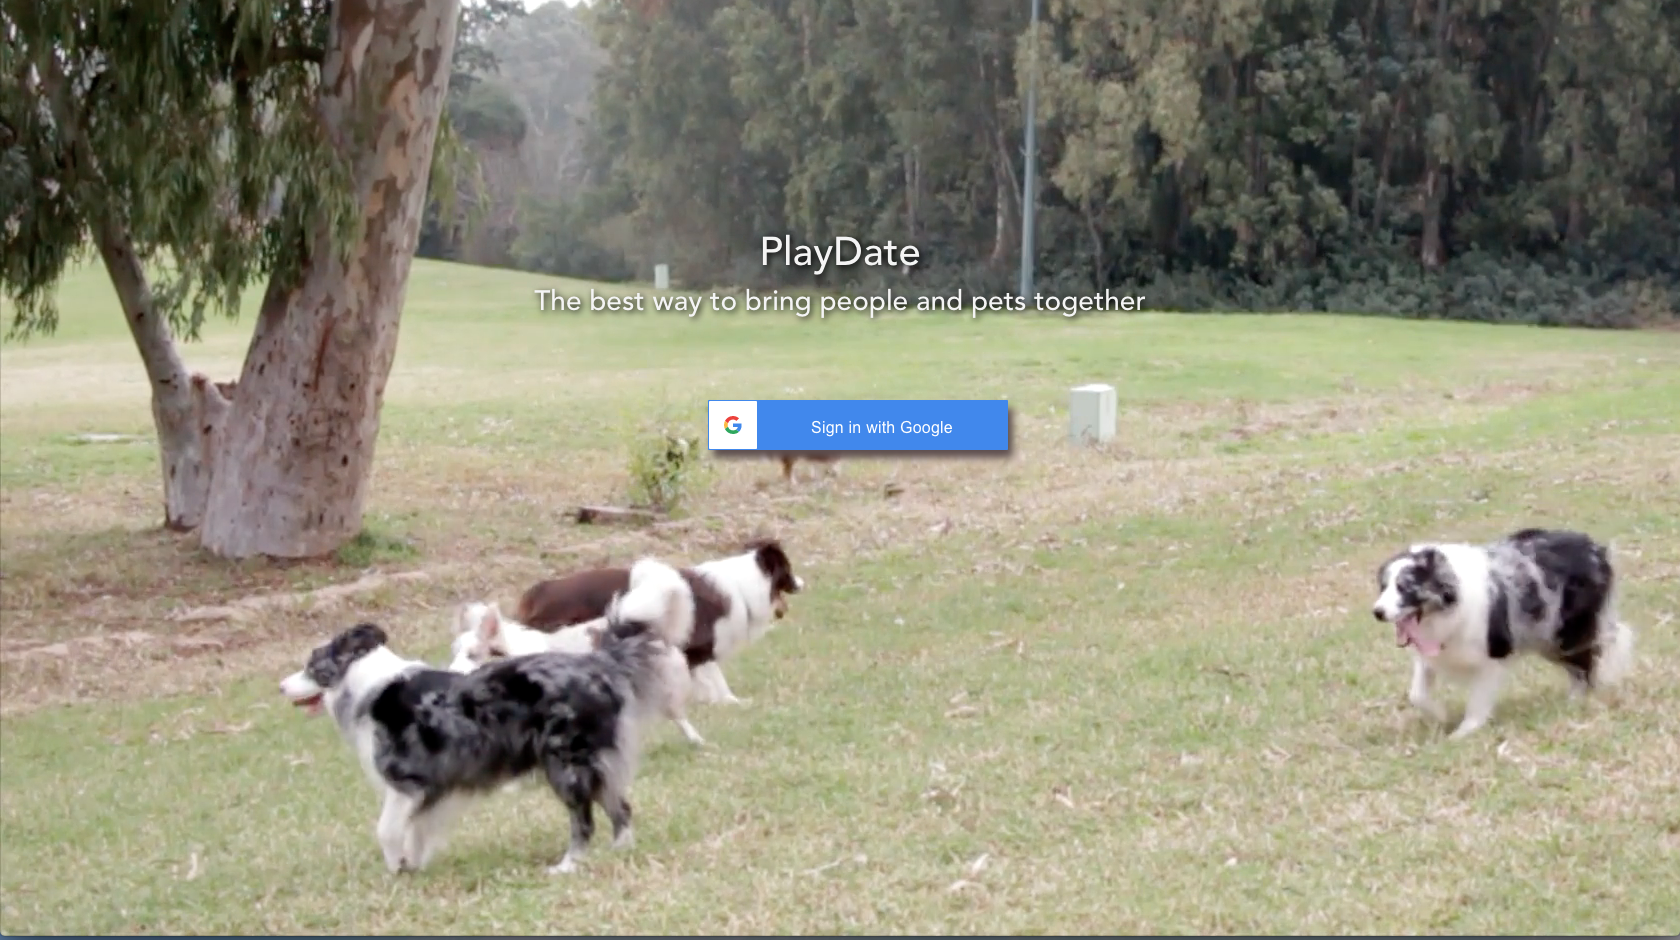 PlayDate
The best way to bring people and pets together
Sign in with Google